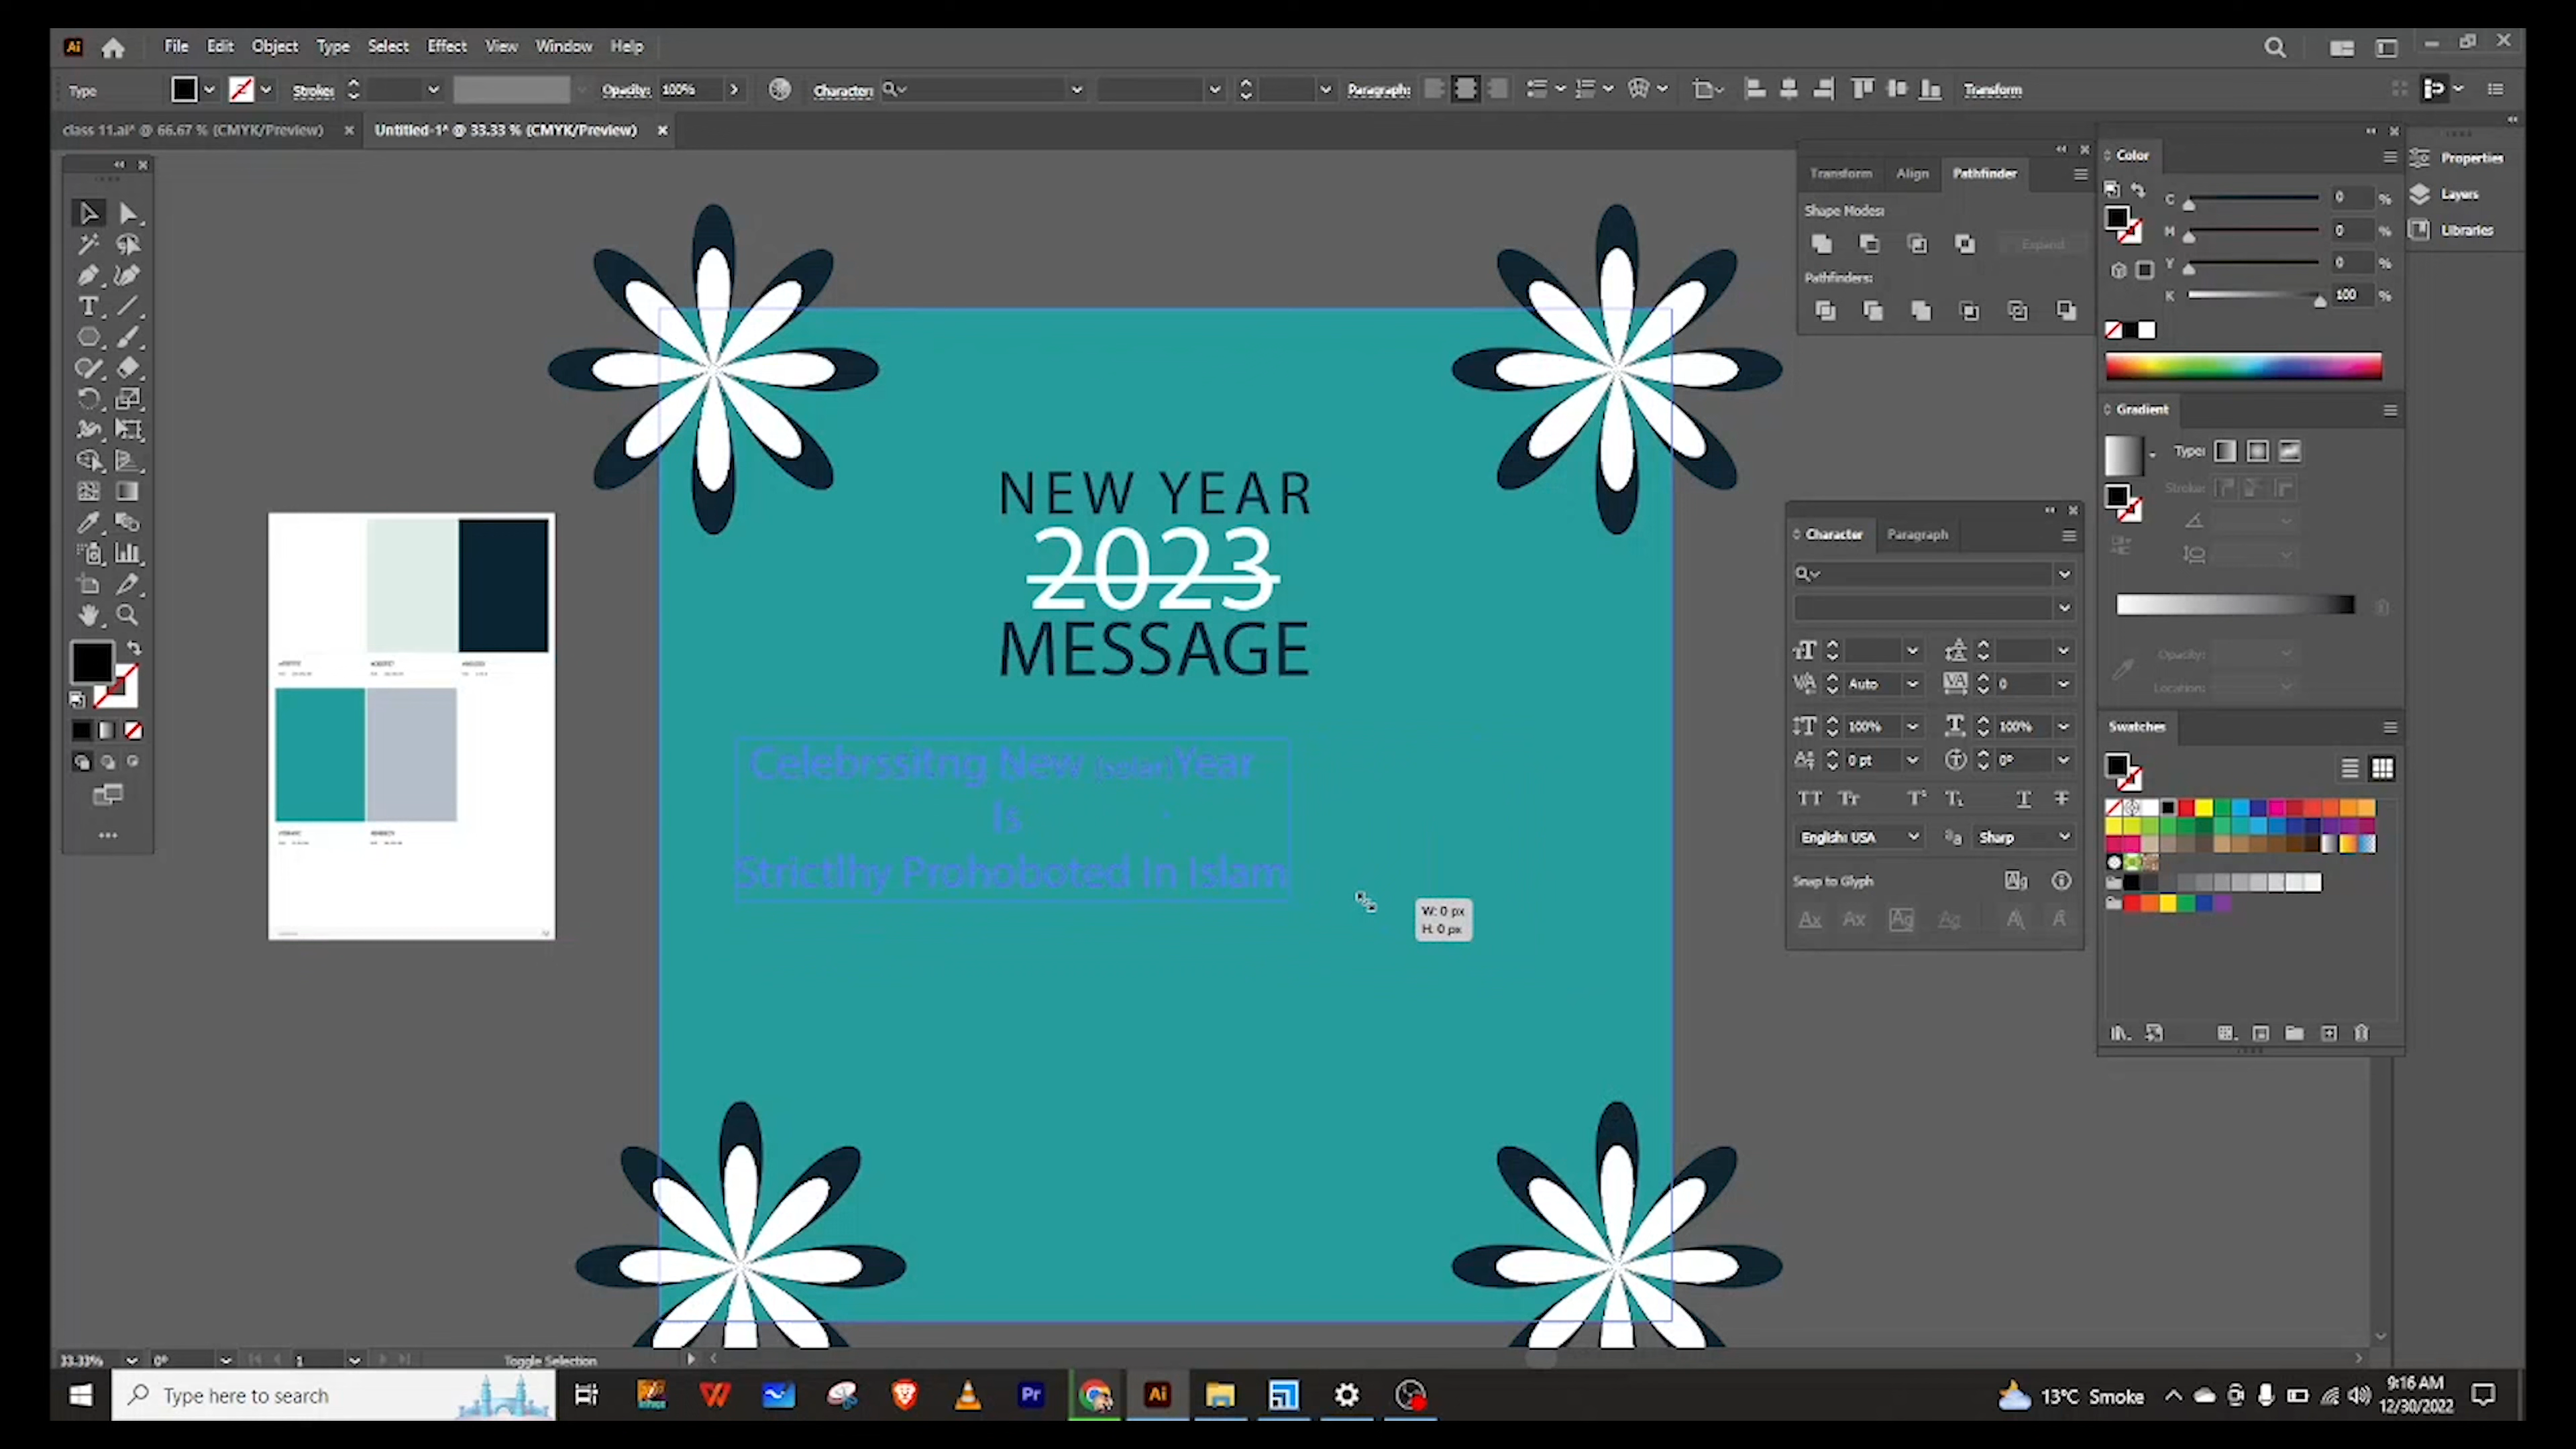 File Edit Object Type Select Effect View Window Help
Type Stroke: Opacity: 100% Character: Paragraph: Transform
class 11.ai* @ 66.67 % (CMYK/Preview) Untitled-1* @ 33.33 % (CMYK/Preview)
Transform Align Pathfinder
Shape Modes:
Expand
Pathfinders:
Color
C 0 %
M 0 %
Y 0 %
K 100 %
Properties
Layers
Libraries
Gradient
Type:
Stroke:
Opacity:
Location:
NEW YEAR
2023
MESSAGE
Celebrssitng New Year
Is
Strictlhy Prohoboted In Islam
W: 0 px
H: 0 px
Character Paragraph
Auto 0
100% 100%
0 pt 0°
English: USA Sharp
Snap to Glyph
Swatches
33.33% 0° 1 Toggle Selection
Type here to search
13°C Smoke
9:16 AM
12/30/2022